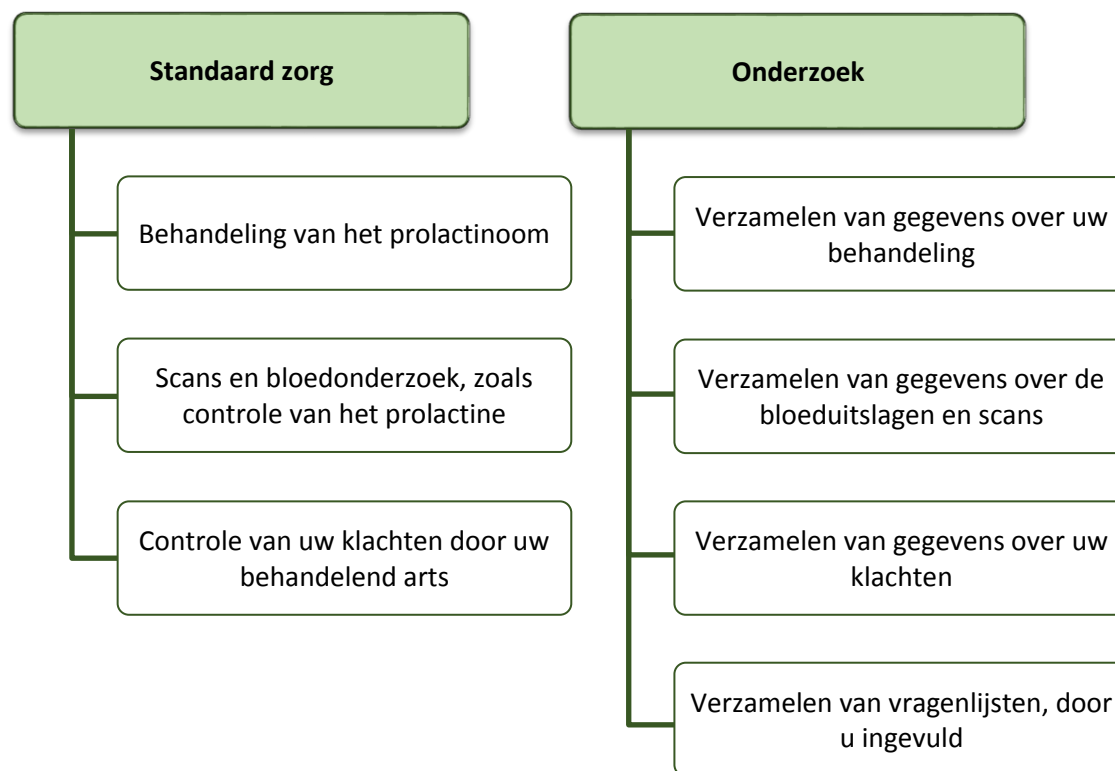 Standaard zorg
Behandeling van het prolactinoom
Scans en bloedonderzoek, zoals
controle van het prolactine
Controle van uw klachten door uw
behandelend arts
Onderzoek
Verzamelen van gegevens over uw
behandeling
Verzamelen van gegevens over de
bloeduitslagen en scans
Verzamelen van gegevens over uw
klachten
Verzamelen van vragenlijsten, door
u ingevuld